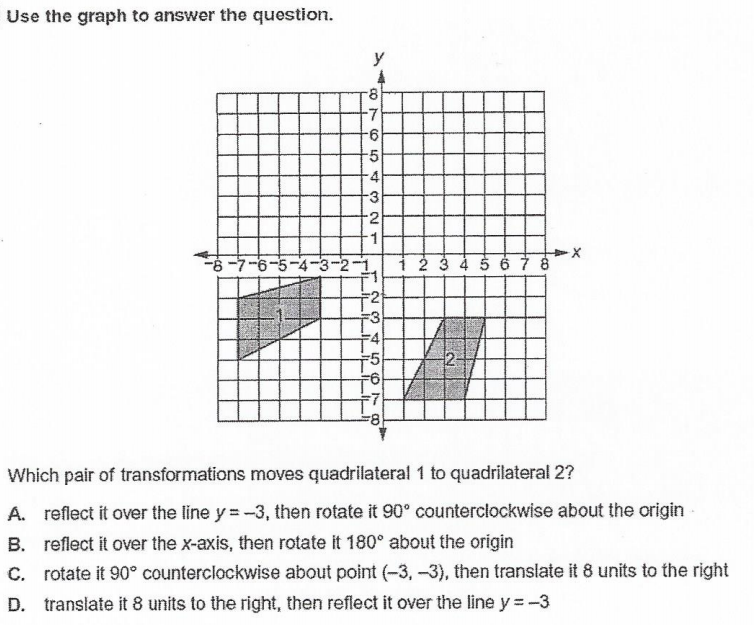 Use the graph to answer the question.
y
8
7
6
5
4
3
2
1
-8 -7 -6 -5 -4 -3 -2 -1 1 2 3 4 5 6 7 8 x
-1
-2
-3
-4
-5
-6
-7
-8
1
2
Which pair of transformations moves quadrilateral 1 to quadrilateral 2?
A. reflect it over the line y = –3, then rotate it 90° counterclockwise about the origin
B. reflect it over the x-axis, then rotate it 180° about the origin
C. rotate it 90° counterclockwise about point (–3, –3), then translate it 8 units to the right
D. translate it 8 units to the right, then reflect it over the line y = –3